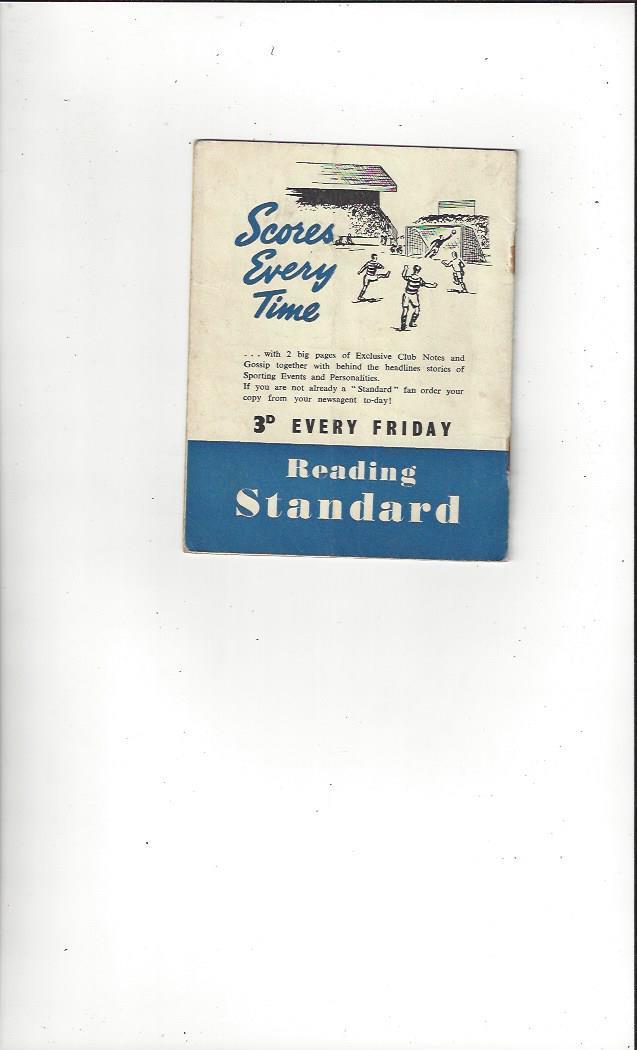 Scores
Every
Time
. . . with 2 big pages of Exclusive Club Notes and
Gossip together with behind the headlines stories of
Sporting Events and Personalities.
If you are not already a "Standard" fan order your
copy from your newsagent to-day!
3D EVERY FRIDAY
Reading
Standard